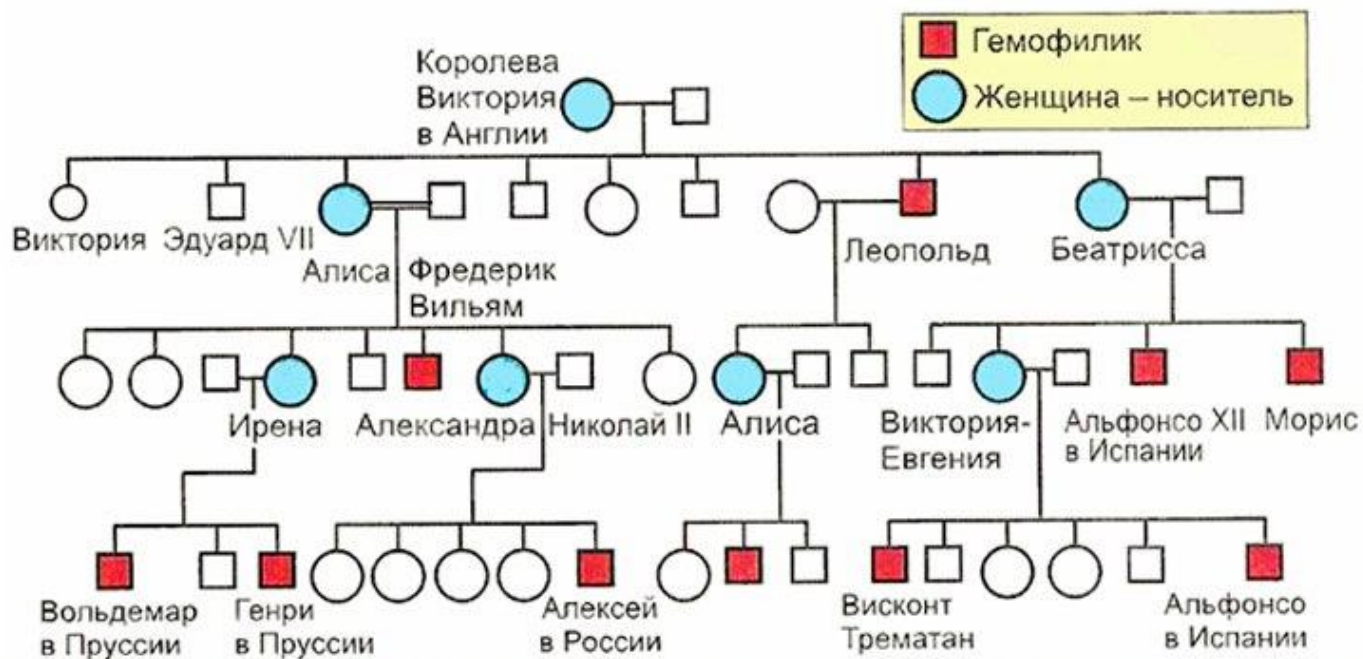 Гемофилик
Женщина – носитель
Королева
Виктория
в Англии
Виктория
Эдуард VII
Алиса
Фредерик
Вильям
Леопольд
Беатрисса
Ирена
Александра
Николай II
Алиса
Виктория-
Евгения
Альфонсо XII
в Испании
Морис
Вольдемар
в Пруссии
Генри
в Пруссии
Алексей
в России
Висконт
Трематан
Альфонсо
в Испании